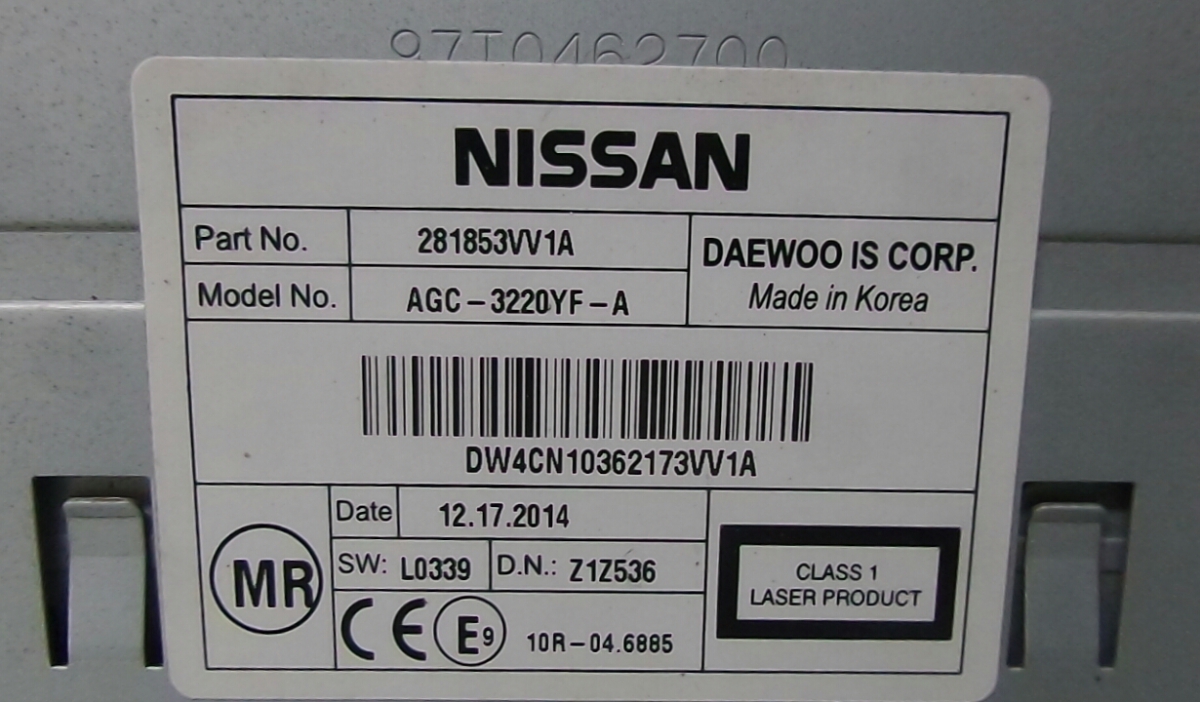 97T0462700
NISSAN
Part No. 281853VV1A
DAEWOO IS CORP.
Model No. AGC-3220YF-A
Made in Korea
DW4CN10362173VV1A
MR
Date 12.17.2014
SW: L0339 D.N.: Z1Z536
CE E9 10R-04.6885
CLASS 1
LASER PRODUCT